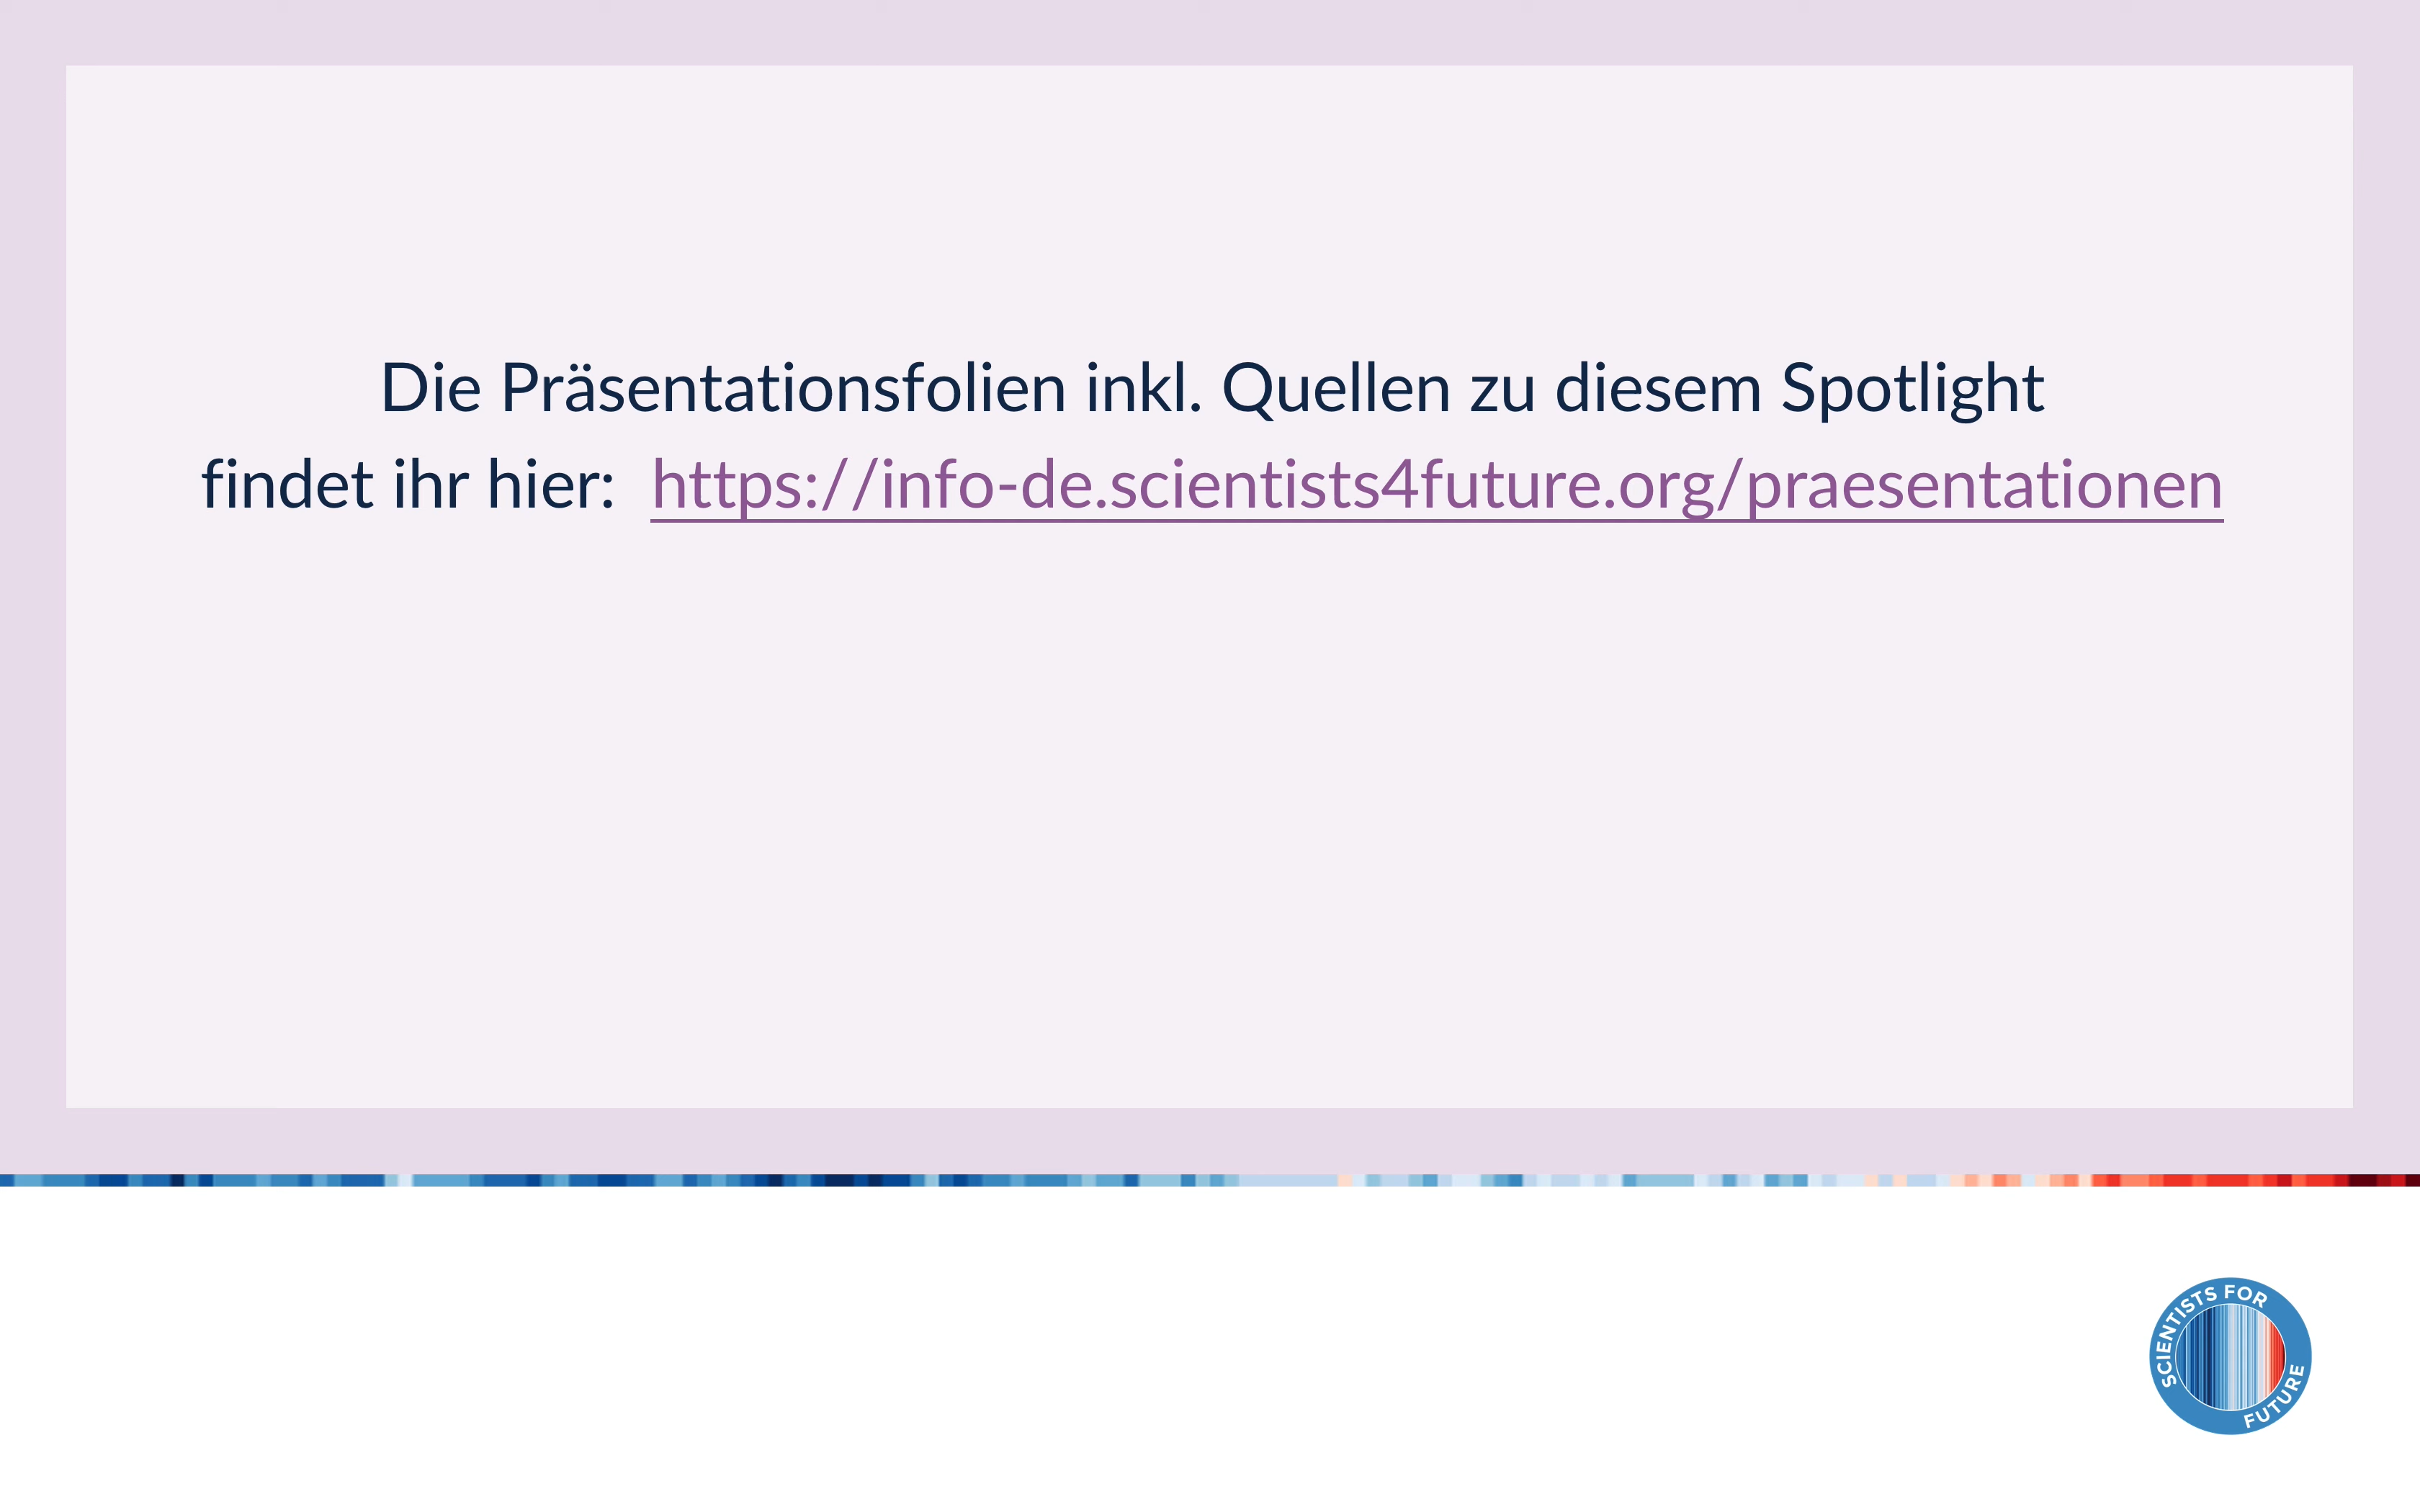 Die Präsentationsfolien inkl. Quellen zu diesem Spotlight
findet ihr hier: https://info-de.scientists4future.org/praesentationen
SCIENTISTS FOR
FUTURE